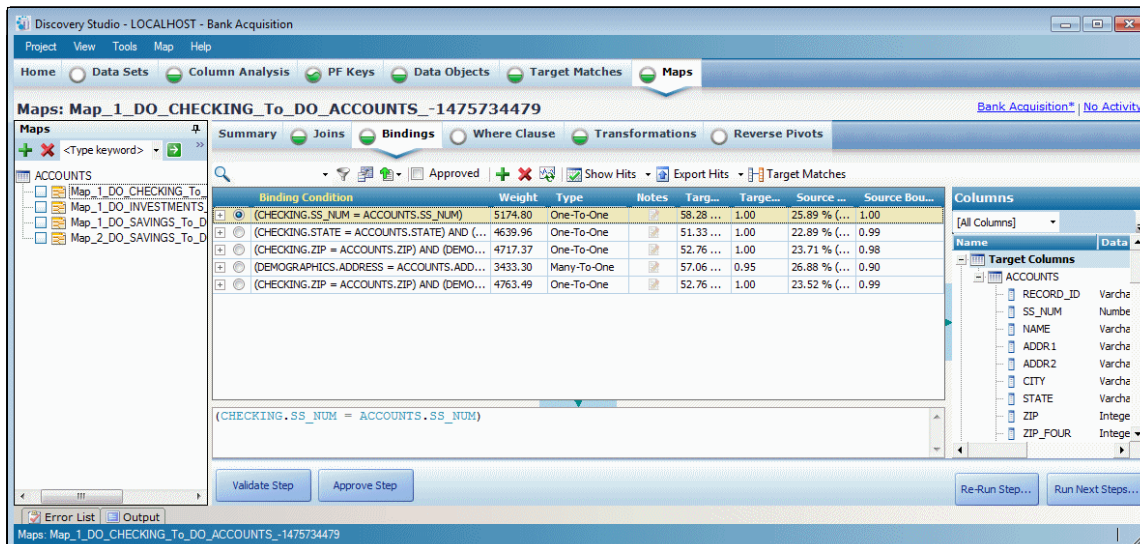 Discovery Studio - LOCALHOST - Bank Acquisition
Project View Tools Map Help
Home Data Sets Column Analysis PF Keys Data Objects Target Matches Maps
Maps: Map_1_DO_CHECKING_To_DO_ACCOUNTS_-1475734479 Bank Acquisition* | No Activity
Maps
<Type keyword> »
ACCOUNTS
Map_1_DO_CHECKING_To_
Map_1_DO_INVESTMENTS_
Map_1_DO_SAVINGS_To_D
Map_2_DO_SAVINGS_To_D
Summary Joins Bindings Where Clause Transformations Reverse Pivots
Approved Show Hits Export Hits Target Matches
Binding Condition Weight Type Notes Targ... Targe... Source ... Source Bou...
(CHECKING.SS_NUM = ACCOUNTS.SS_NUM) 5174.80 One-To-One 58.28 ... 1.00 25.89 % (... 1.00
(CHECKING.STATE = ACCOUNTS.STATE) AND (... 4639.96 One-To-One 51.33 ... 1.00 22.89 % (... 0.99
(CHECKING.ZIP = ACCOUNTS.ZIP) AND (DEMO... 4717.37 One-To-One 52.76 ... 1.00 23.71 % (... 0.98
(DEMOGRAPHICS.ADDRESS = ACCOUNTS.ADD... 3433.30 Many-To-One 57.06 ... 0.95 26.88 % (... 0.90
(CHECKING.ZIP = ACCOUNTS.ZIP) AND (DEMO... 4763.49 One-To-One 52.76 ... 1.00 23.52 % (... 0.99
(CHECKING.SS_NUM = ACCOUNTS.SS_NUM)
Columns
[All Columns]
Name Data
Target Columns
ACCOUNTS
RECORD_ID Varcha
SS_NUM Numbe
NAME Varcha
ADDR1 Varcha
ADDR2 Varcha
CITY Varcha
STATE Varcha
ZIP Intege
ZIP_FOUR Intege
Validate Step Approve Step Re-Run Step... Run Next Steps...
Error List Output
Maps: Map_1_DO_CHECKING_To_DO_ACCOUNTS_-1475734479